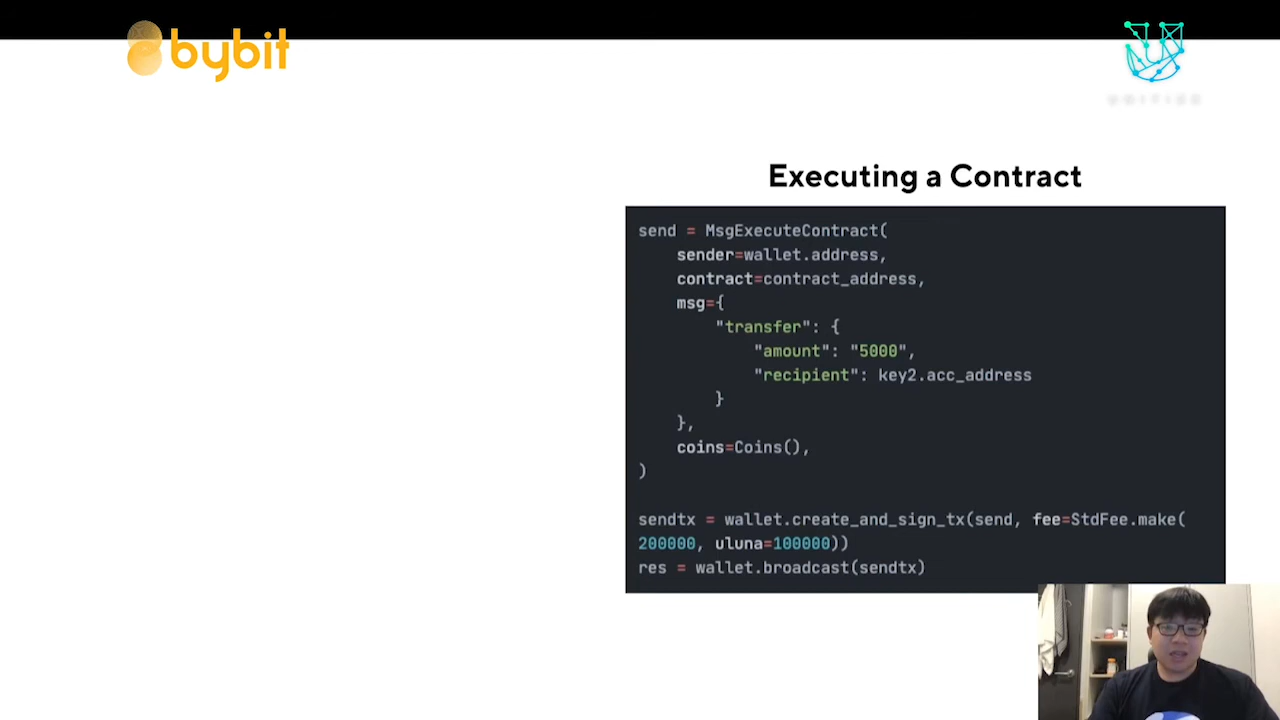 bybit
UNIFIED
Executing a Contract
send = MsgExecuteContract(
    sender=wallet.address,
    contract=contract_address,
    msg={
        "transfer": {
            "amount": "5000",
            "recipient": key2.acc_address
        }
    },
    coins=Coins(),
)
sendtx = wallet.create_and_sign_tx(send, fee=StdFee.make(
200000, uluna=100000))
res = wallet.broadcast(sendtx)